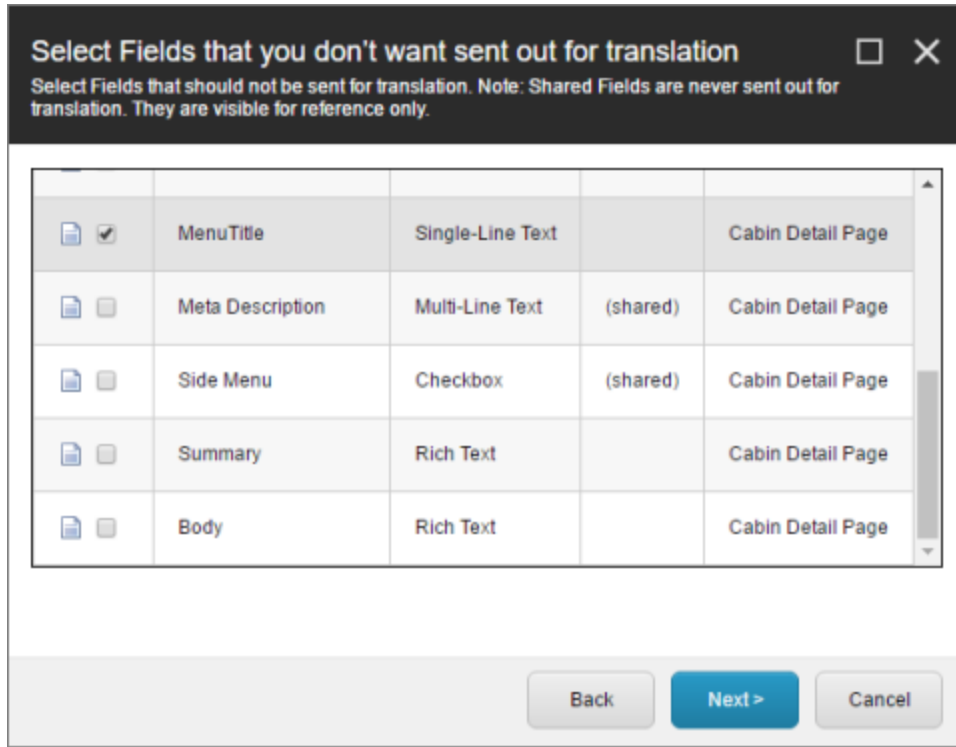 Select Fields that you don't want sent out for translation
Select Fields that should not be sent for translation. Note: Shared Fields are never sent out for
translation. They are visible for reference only.
MenuTitle Single-Line Text Cabin Detail Page
Meta Description Multi-Line Text (shared) Cabin Detail Page
Side Menu Checkbox (shared) Cabin Detail Page
Summary Rich Text Cabin Detail Page
Body Rich Text Cabin Detail Page
Back Next > Cancel